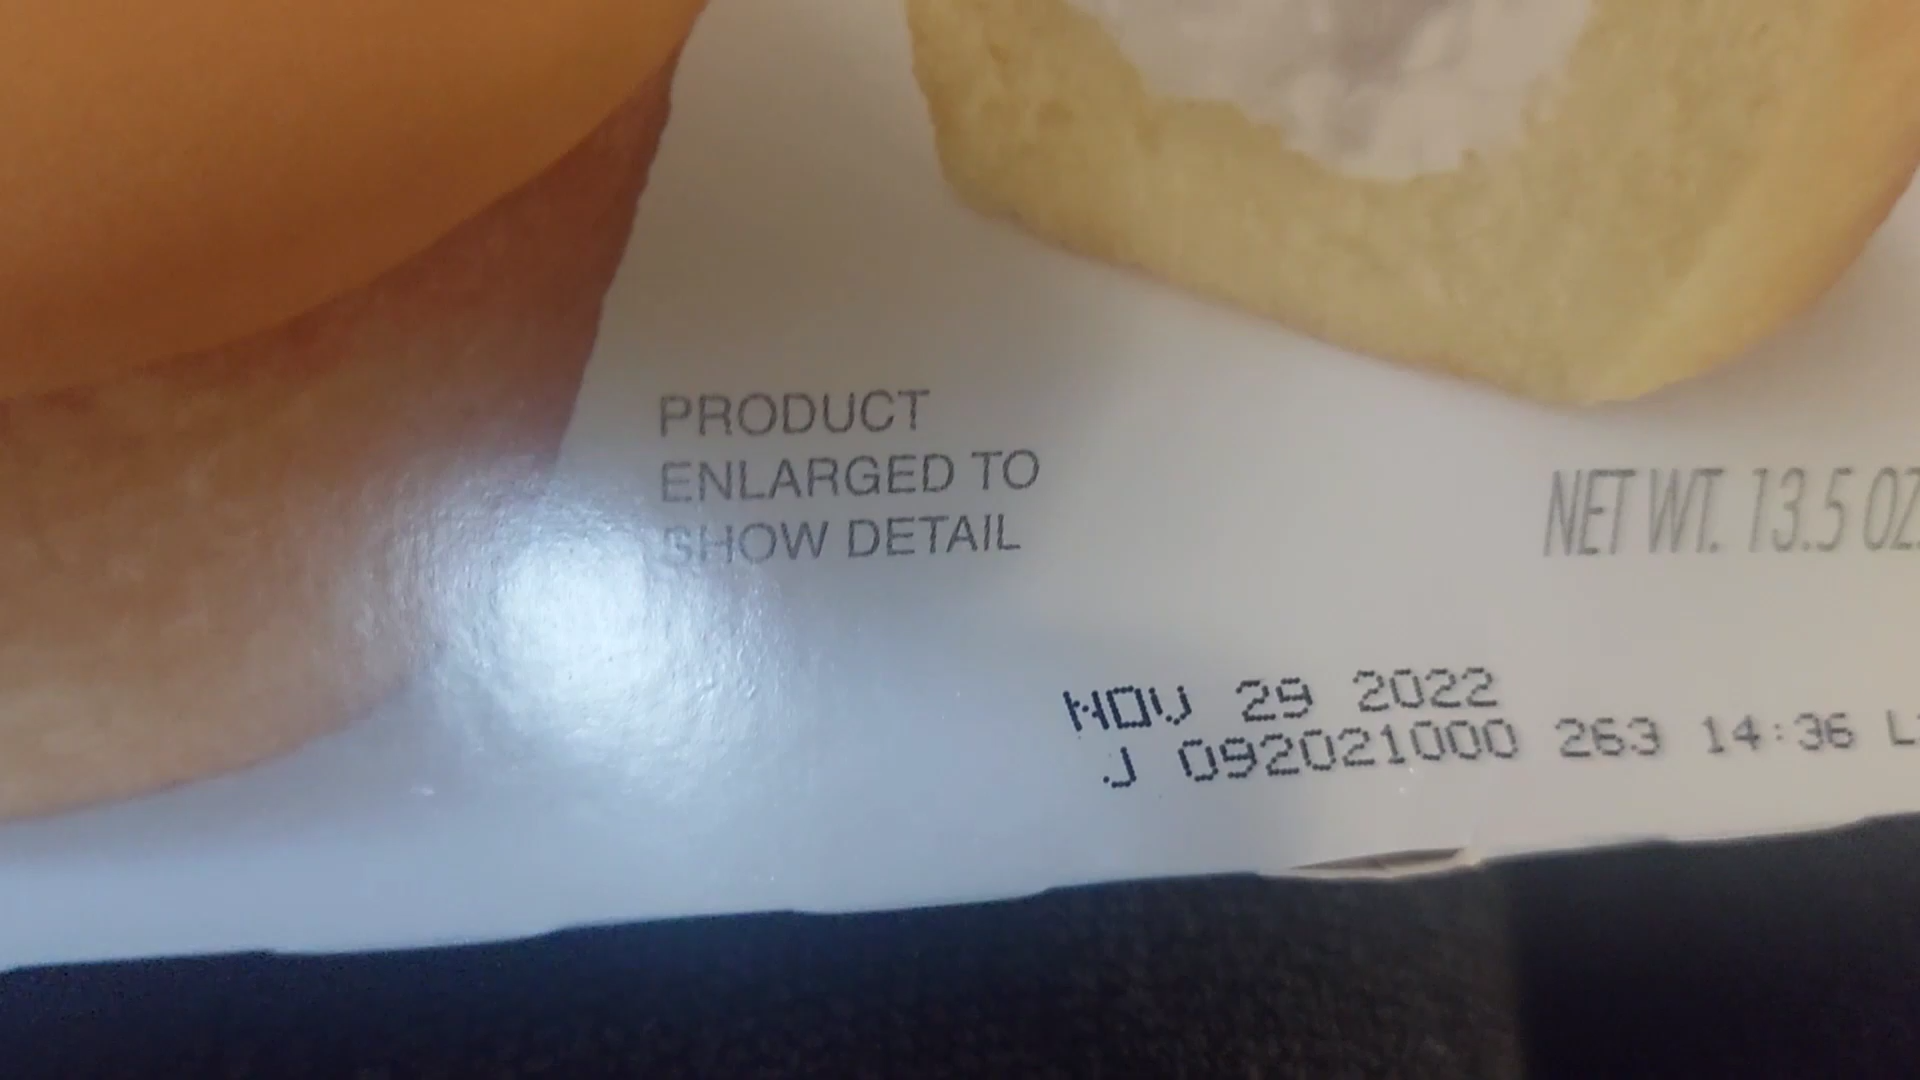 PRODUCT
ENLARGED TO
SHOW DETAIL
NET WT. 13.5 OZ.
NOV 29 2022
J 092021000 263 14:36 L